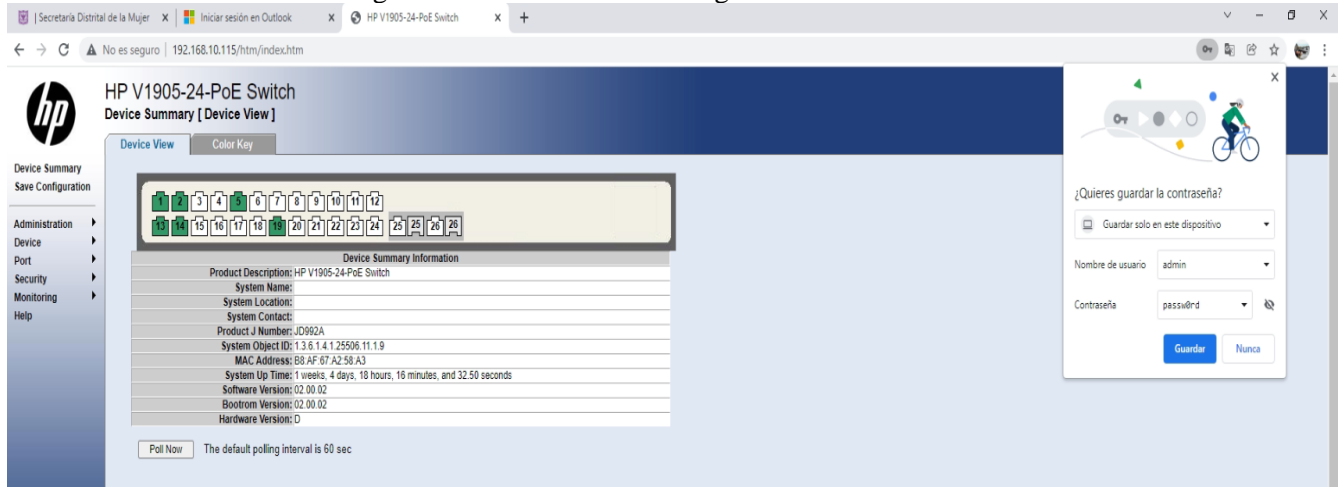 | Secretaría Distrital de la Mujer X
Iniciar sesión en Outlook X
HP V1905-24-PoE Switch X +
No es seguro | 192.168.10.115/htm/index.htm
hp
HP V1905-24-PoE Switch
Device Summary [ Device View ]
Device View Color Key
Device Summary
Save Configuration
Administration
Device
Port
Security
Monitoring
Help
1 2 3 4 5 6 7 8 9 10 11 12
13 14 15 16 17 18 19 20 21 22 23 24 25 25 26 26
Device Summary Information
Product Description: HP V1905-24-PoE Switch
System Name:
System Location:
System Contact:
Product J Number: JD992A
System Object ID: 1.3.6.1.4.1.25506.11.1.9
MAC Address: B8:AF:67:A2:58:A3
System Up Time: 1 weeks, 4 days, 18 hours, 16 minutes, and 32.50 seconds
Software Version: 02.00.02
Bootrom Version: 02.00.02
Hardware Version: D
Poll Now The default polling interval is 60 sec
¿Quieres guardar la contraseña?
Guardar solo en este dispositivo
Nombre de usuario admin
Contraseña passw0rd
Guardar Nunca